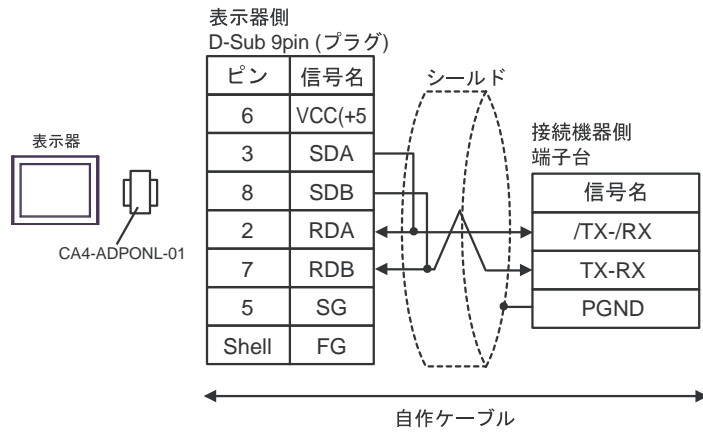 表示器側
D-Sub 9pin (プラグ)
ピン 信号名
6 VCC(+5
3 SDA
8 SDB
2 RDA
7 RDB
5 SG
Shell FG
シールド
接続機器側
端子台
信号名
/TX-/RX
TX-RX
PGND
表示器
CA4-ADPONL-01
自作ケーブル